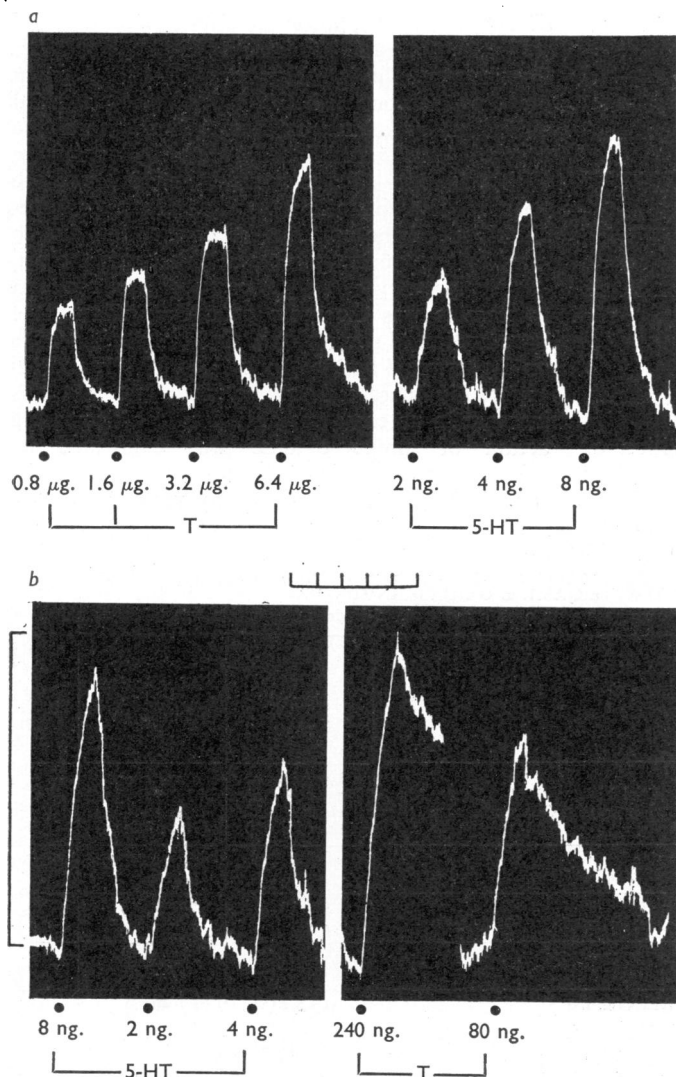 a
0.8 μg. 1.6 μg. 3.2 μg. 6.4 μg.
T
2 ng. 4 ng. 8 ng.
5-HT
b
8 ng. 2 ng. 4 ng.
5-HT
240 ng. 80 ng.
T